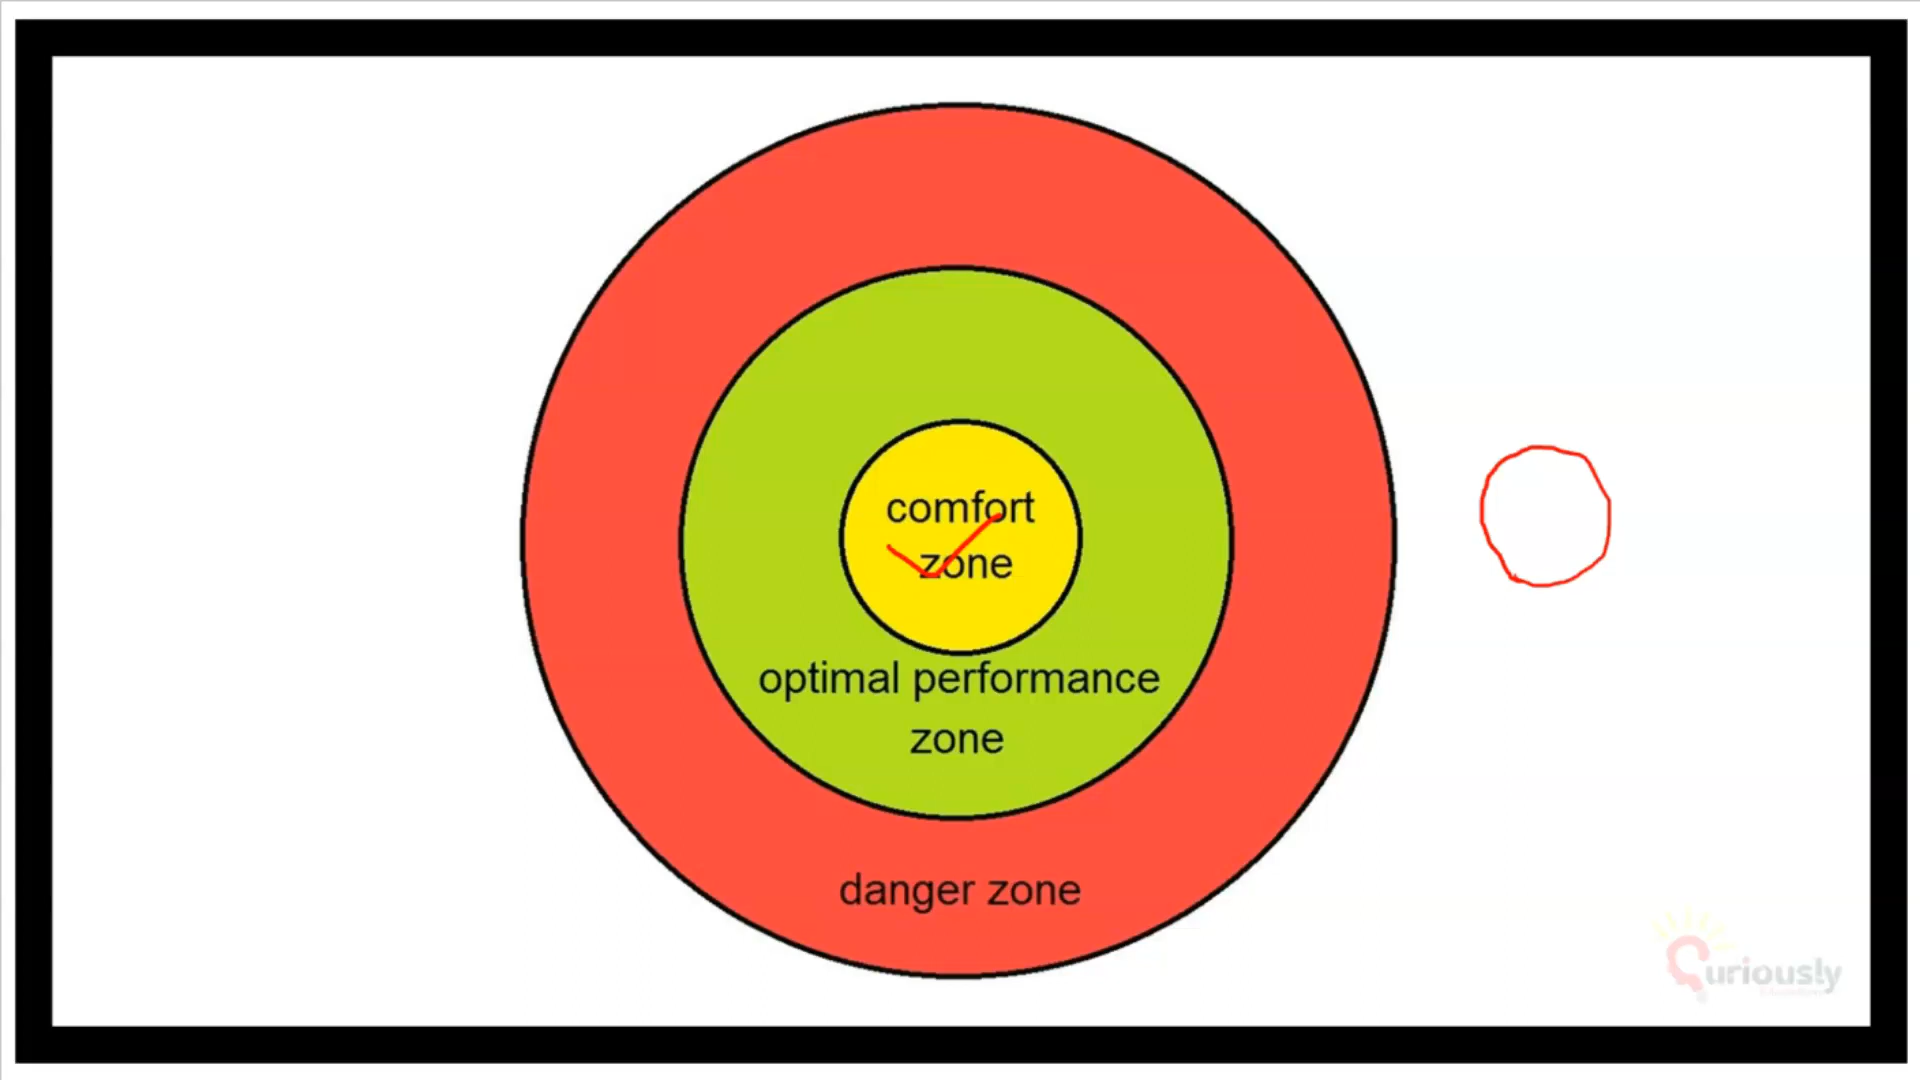 comfort
zone
optimal performance
zone
danger zone
Curiously